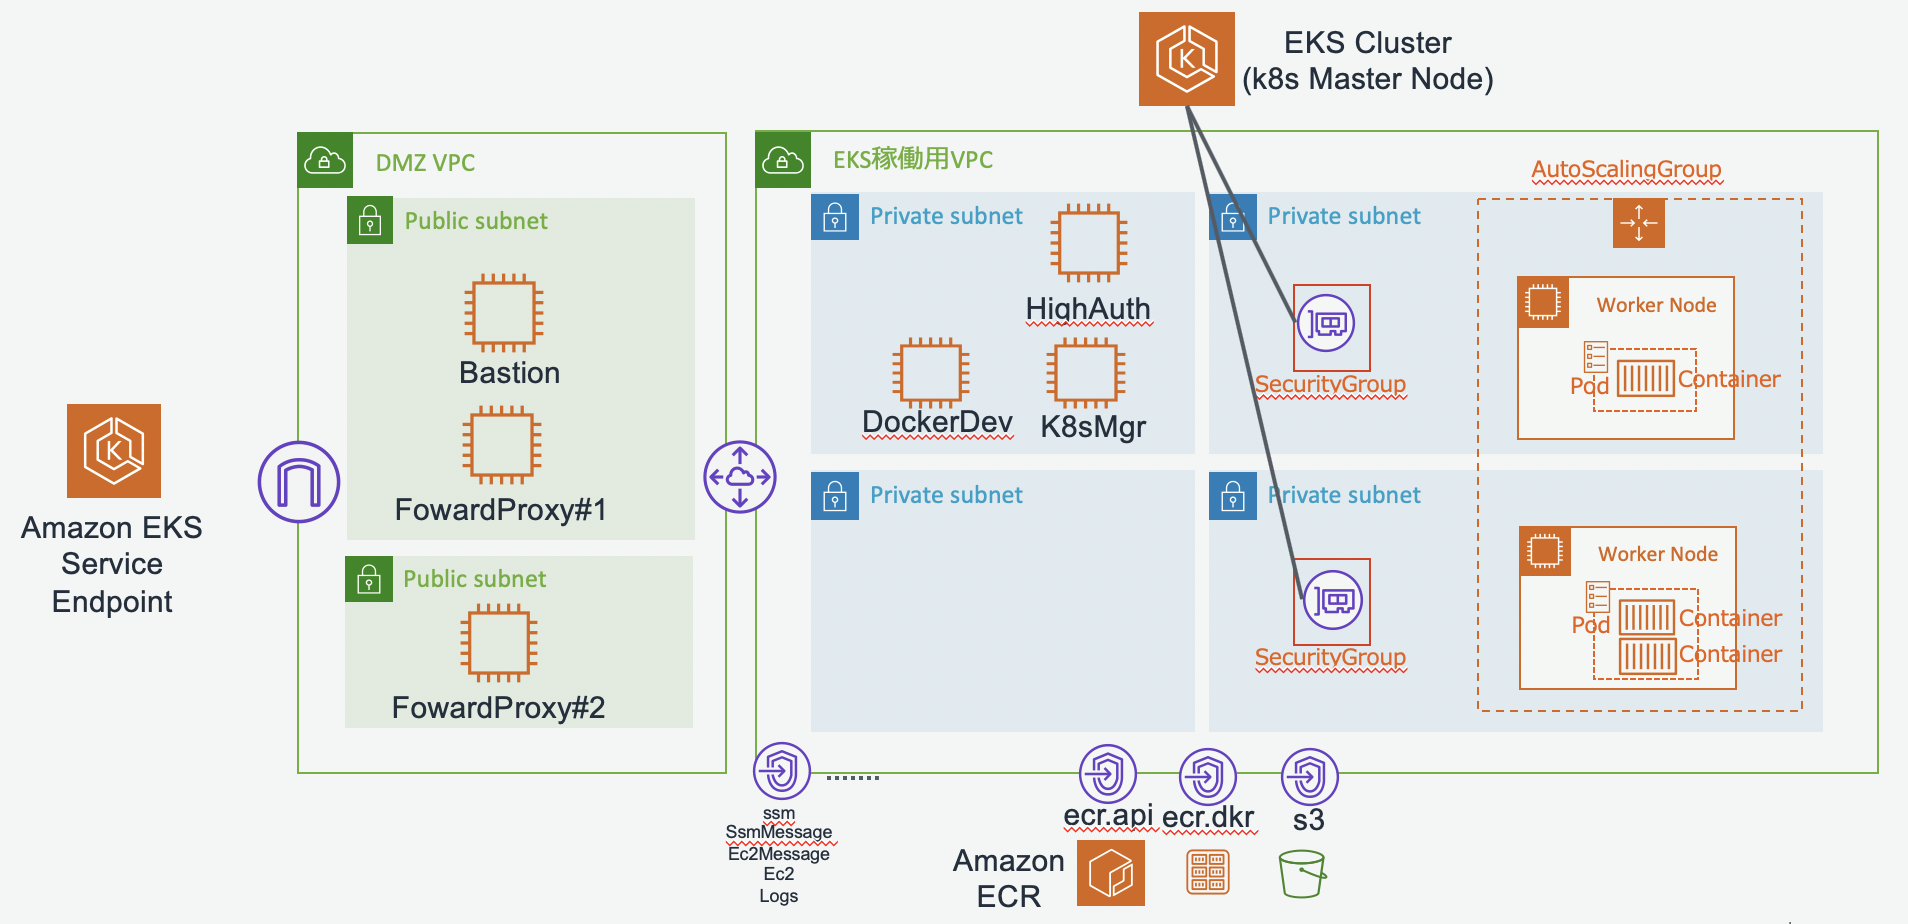 EKS Cluster
(k8s Master Node)
DMZ VPC
EKS稼働用VPC
AutoScalingGroup
Public subnet
Private subnet
Private subnet
HighAuth
Worker Node
Bastion
SecurityGroup
Pod
Container
DockerDev
K8sMgr
FowardProxy#1
Private subnet
Private subnet
Amazon EKS
Service
Endpoint
Public subnet
Worker Node
Pod
Container
Container
SecurityGroup
FowardProxy#2
ssm
SsmMessage
Ec2Message
Ec2
Logs
ecr.api
ecr.dkr
s3
Amazon
ECR